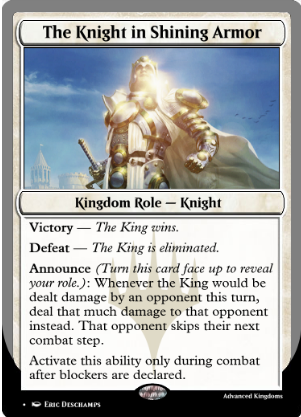 The Knight in Shining Armor
Kingdom Role — Knight
Victory — The King wins.
Defeat — The King is eliminated.
Announce (Turn this card face up to reveal
your role.): Whenever the King would be
dealt damage by an opponent this turn,
deal that much damage to that opponent
instead. That opponent skips their next
combat step.
Activate this ability only during combat
after blockers are declared.
Advanced Kingdoms
Eric Deschamps